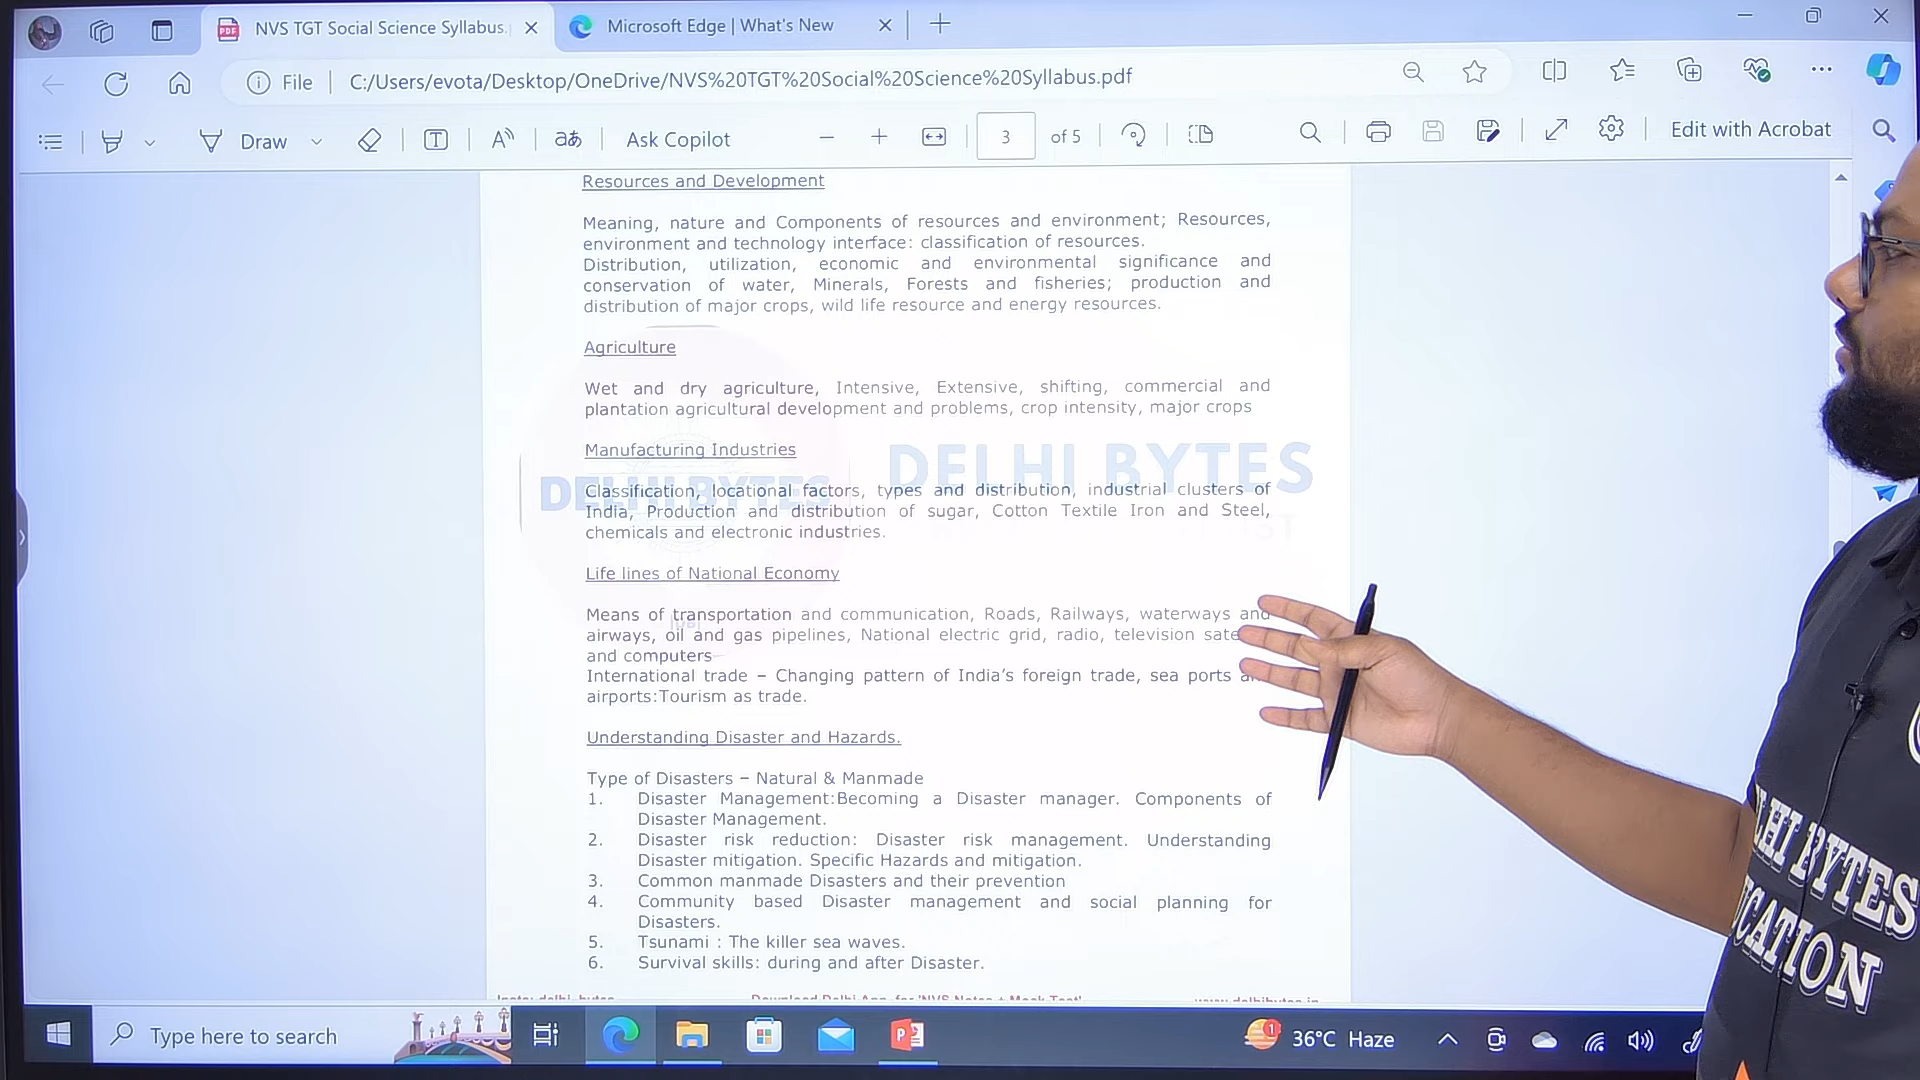 NVS TGT Social Science Syllabus.
Microsoft Edge | What's New
File
C:/Users/evota/Desktop/OneDrive/NVS%20TGT%20Social%20Science%20Syllabus.pdf
Draw
Ask Copilot
3 of 5
Edit with Acrobat
Resources and Development
Meaning, nature and Components of resources and environment; Resources,
environment and technology interface: classification of resources.
Distribution, utilization, economic and environmental significance and
conservation of water, Minerals, Forests and fisheries; production and
distribution of major crops, wild life resource and energy resources.
Agriculture
Wet and dry agriculture, Intensive, Extensive, shifting, commercial and
plantation agricultural development and problems, crop intensity, major crops
Manufacturing Industries
DELHI BYTES
DELHI BYTES
Classification, locational factors, types and distribution, industrial clusters of
India, Production and distribution of sugar, Cotton Textile Iron and Steel,
chemicals and electronic industries.
Life lines of National Economy
Means of transportation and communication, Roads, Railways, waterways and
airways, oil and gas pipelines, National electric grid, radio, television
and computers
International trade – Changing pattern of India's foreign trade, sea ports
airports:Tourism as trade.
Understanding Disaster and Hazards.
Type of Disasters – Natural & Manmade
1. Disaster Management:Becoming a Disaster manager. Components of
Disaster Management.
2. Disaster risk reduction: Disaster risk management. Understanding
Disaster mitigation. Specific Hazards and mitigation.
3. Common manmade Disasters and their prevention
4. Community based Disaster management and social planning for
Disasters.
5. Tsunami : The killer sea waves.
6. Survival skills: during and after Disaster.
Type here to search
36°C Haze
BYTES